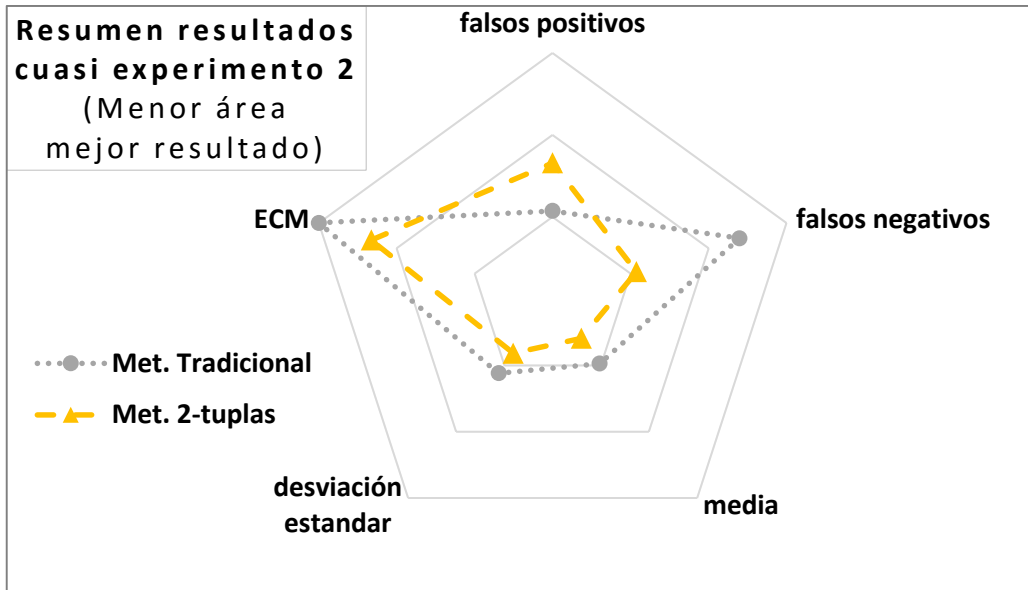 Resumen resultados
cuasi experimento 2
(Menor área
mejor resultado)
falsos positivos
falsos negativos
media
desviación
estandar
ECM
Met. Tradicional
Met. 2-tuplas